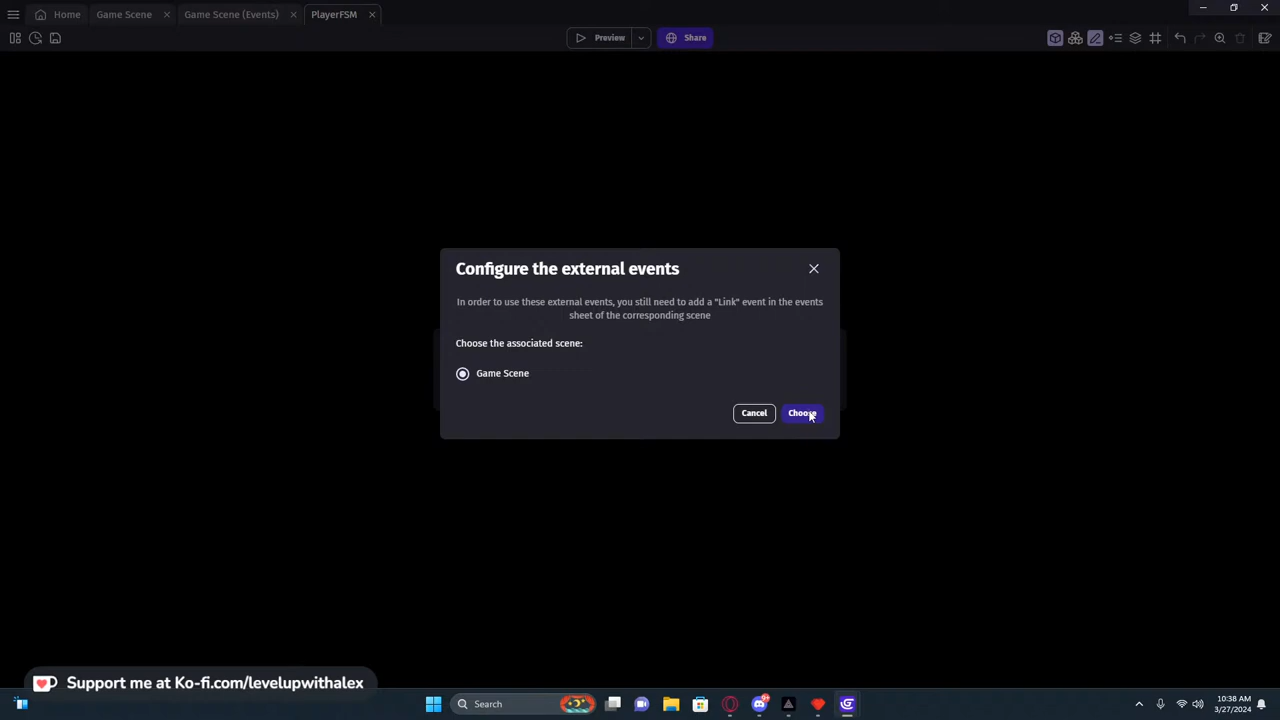 Home
Game Scene
Game Scene (Events)
PlayerFSM
Preview
Share
Configure the external events
In order to use these external events, you still need to add a "Link" event in the events
sheet of the corresponding scene
Choose the associated scene:
Game Scene
Cancel
Choose
Support me at Ko-fi.com/levelupwithalex
Search
9+
10:38 AM
3/27/2024